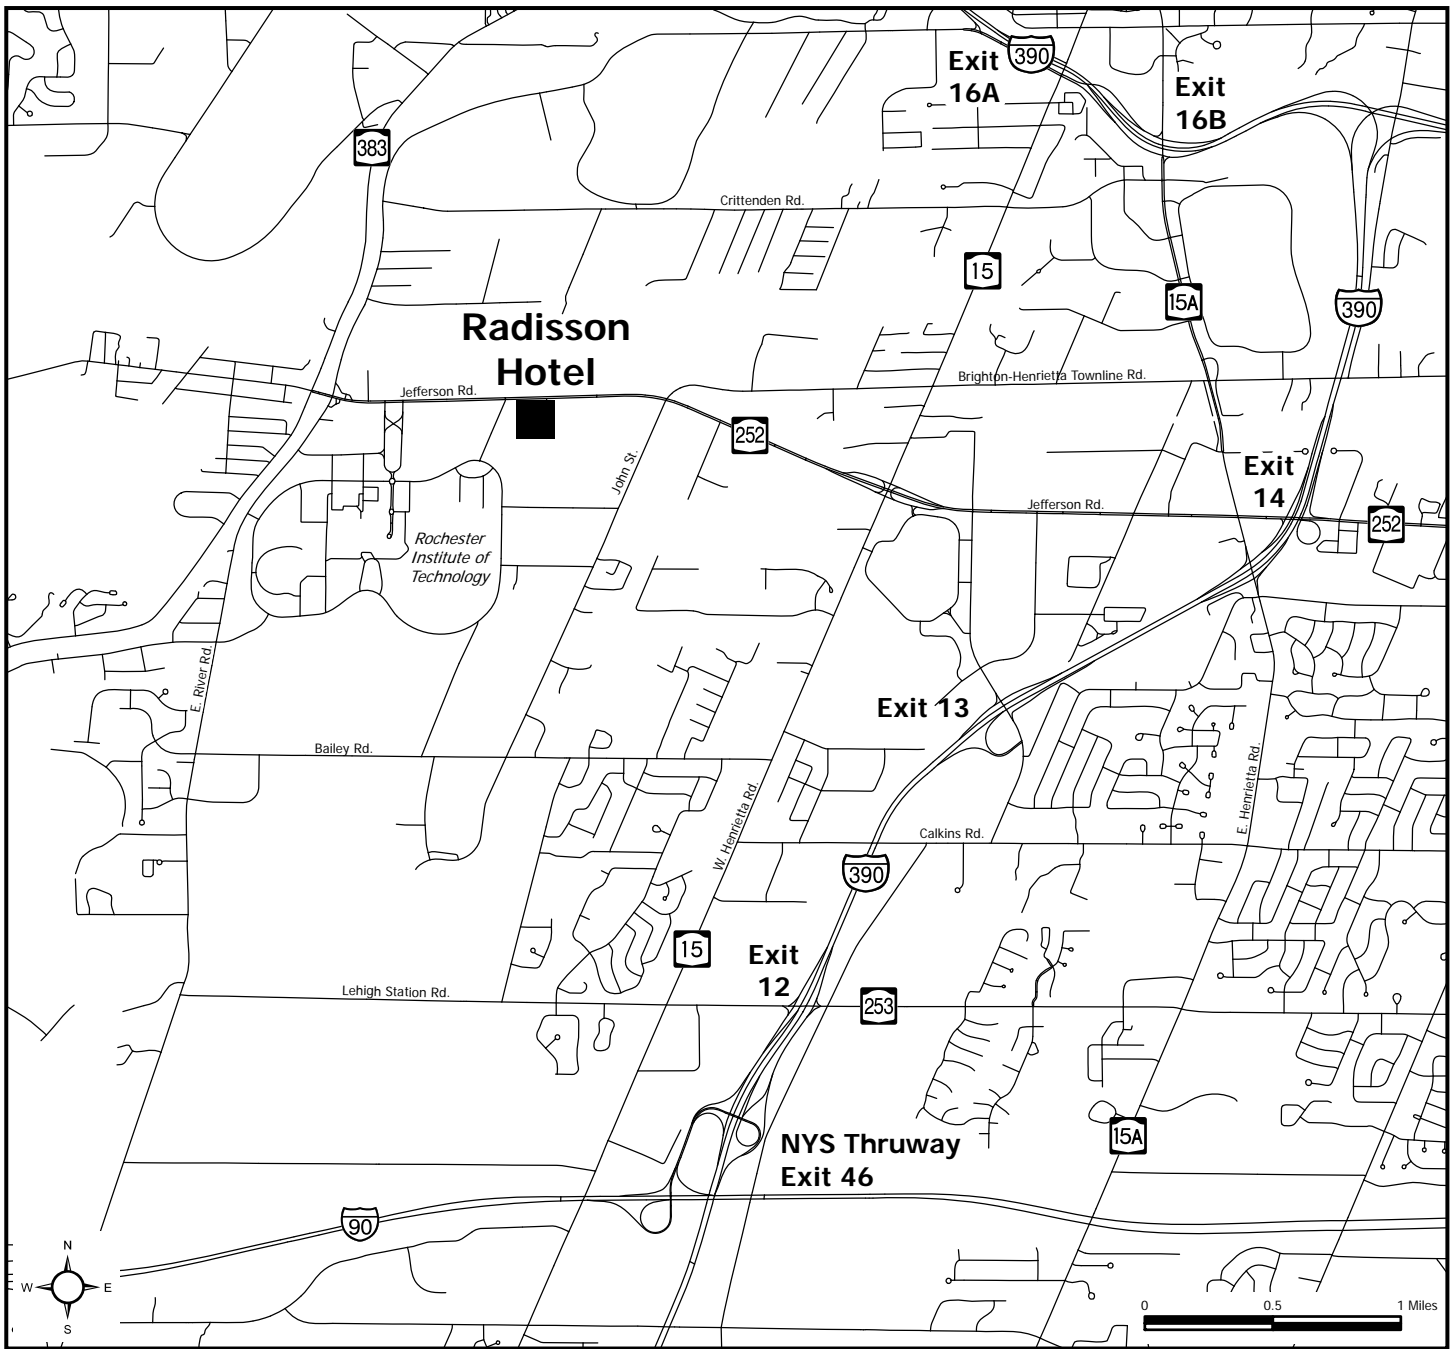 390
Exit
16A
Exit
16B
383
Crittenden Rd.
15
15A
390
Radisson
Hotel
Jefferson Rd.
Brighton-Henrietta Townline Rd.
252
John St.
Exit
14
Jefferson Rd.
252
Rochester
Institute of
Technology
E. River Rd.
Exit 13
Bailey Rd.
W. Henrietta Rd.
E. Henrietta Rd.
Calkins Rd.
390
15
Exit
12
Lehigh Station Rd.
253
NYS Thruway
Exit 46
15A
90
N
W
E
S
0 0.5 1 Miles